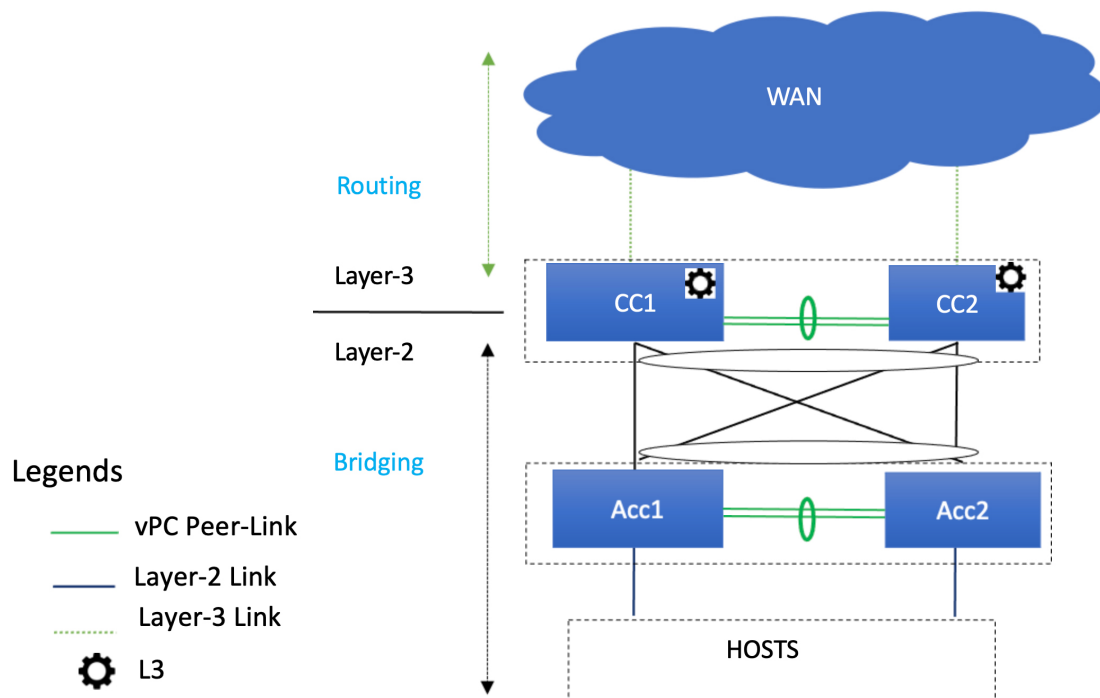 WAN
Routing
Layer-3
CC1
CC2
Layer-2
Bridging
Legends
Acc1
Acc2
vPC Peer-Link
Layer-2 Link
Layer-3 Link
HOSTS
L3